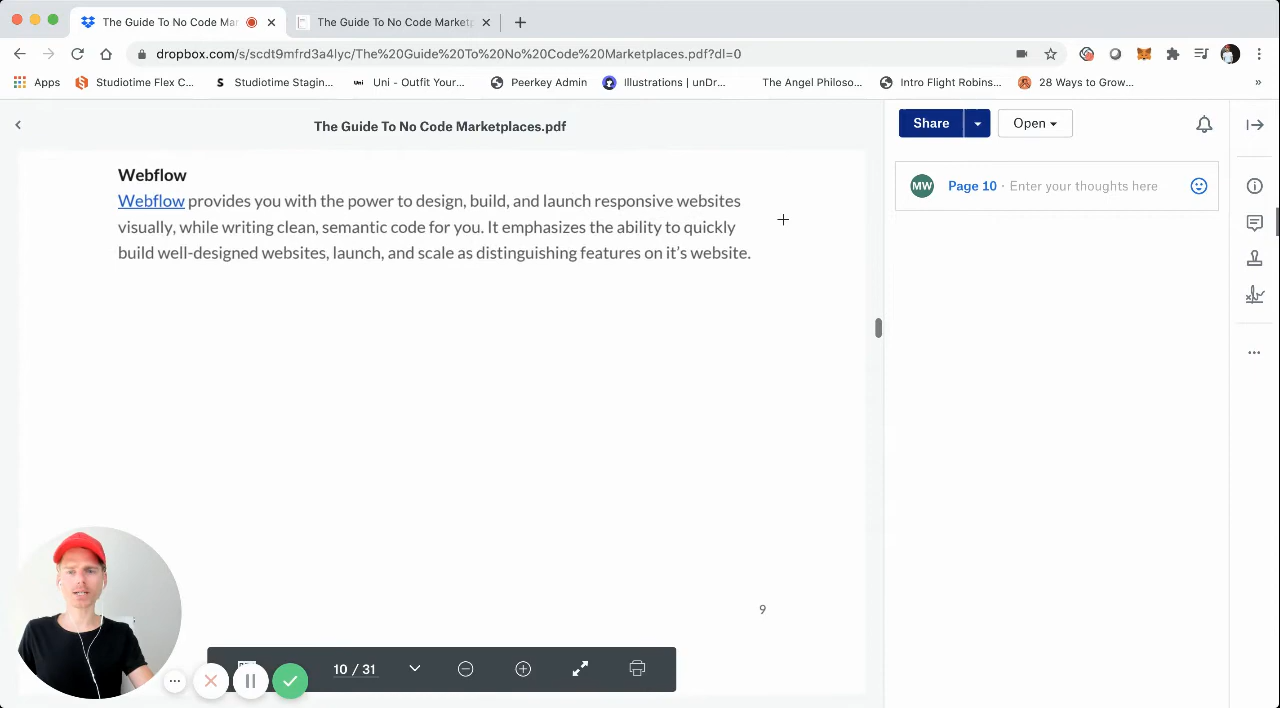 The Guide To No Code Mar
The Guide To No Code Market
dropbox.com/s/scdt9mfrd3a4lyc/The%20Guide%20To%20No%20Code%20Marketplaces.pdf?dl=0
Apps
Studiotime Flex C...
Studiotime Stagin...
Uni - Outfit Your...
Peerkey Admin
Illustrations | unDr...
The Angel Philoso...
Intro Flight Robins...
28 Ways to Grow...
»
The Guide To No Code Marketplaces.pdf
Share
Open
Webflow
Webflow provides you with the power to design, build, and launch responsive websites
visually, while writing clean, semantic code for you. It emphasizes the ability to quickly
build well-designed websites, launch, and scale as distinguishing features on it's website.
MW Page 10 · Enter your thoughts here
9
10 / 31